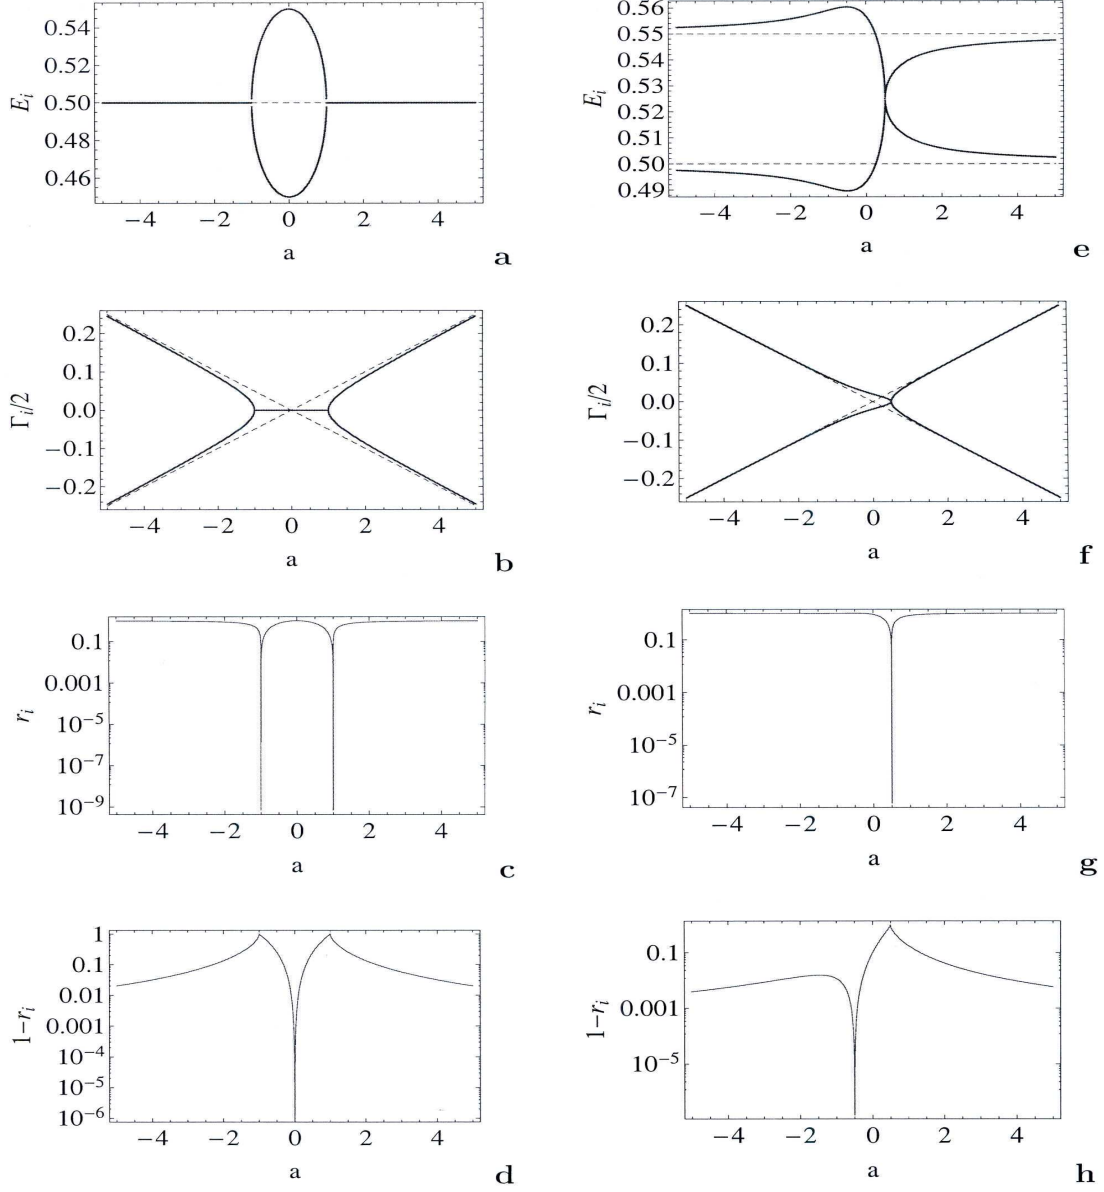 0.54
0.52
0.50
0.48
0.46
E_i
−4 −2 0 2 4
a
a
0.56
0.55
0.54
0.53
0.52
0.51
0.50
0.49
E_i
−4 −2 0 2 4
a
e
0.2
0.1
0.0
−0.1
−0.2
Γ_i/2
−4 −2 0 2 4
a
b
0.2
0.1
0.0
−0.1
−0.2
Γ_i/2
−4 −2 0 2 4
a
f
0.1
0.001
10⁻⁵
10⁻⁷
10⁻⁹
r_i
−4 −2 0 2 4
a
c
0.1
0.001
10⁻⁵
10⁻⁷
r_i
−4 −2 0 2 4
a
g
1
0.1
0.01
0.001
10⁻⁴
10⁻⁵
10⁻⁶
1−r_i
−4 −2 0 2 4
a
d
0.1
0.001
10⁻⁵
1−r_i
−4 −2 0 2 4
a
h